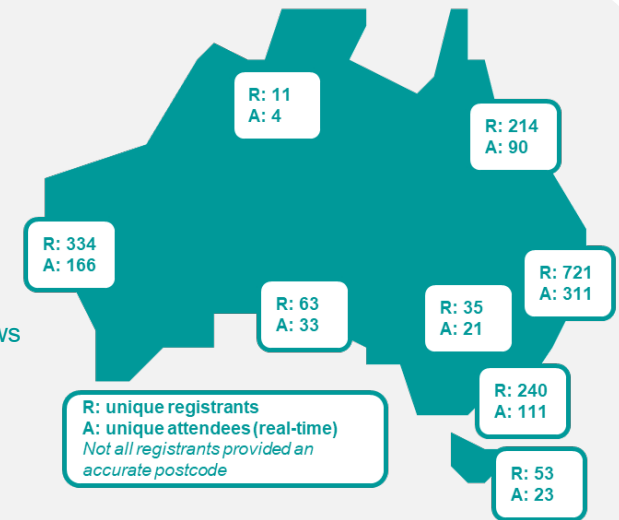 R: 11
A: 4
R: 214
A: 90
R: 334
A: 166
R: 721
A: 311
R: 63
A: 33
R: 35
A: 21
WS
R: 240
A: 111
R: unique registrants
A: unique attendees (real-time)
Not all registrants provided an
accurate postcode
R: 53
A: 23